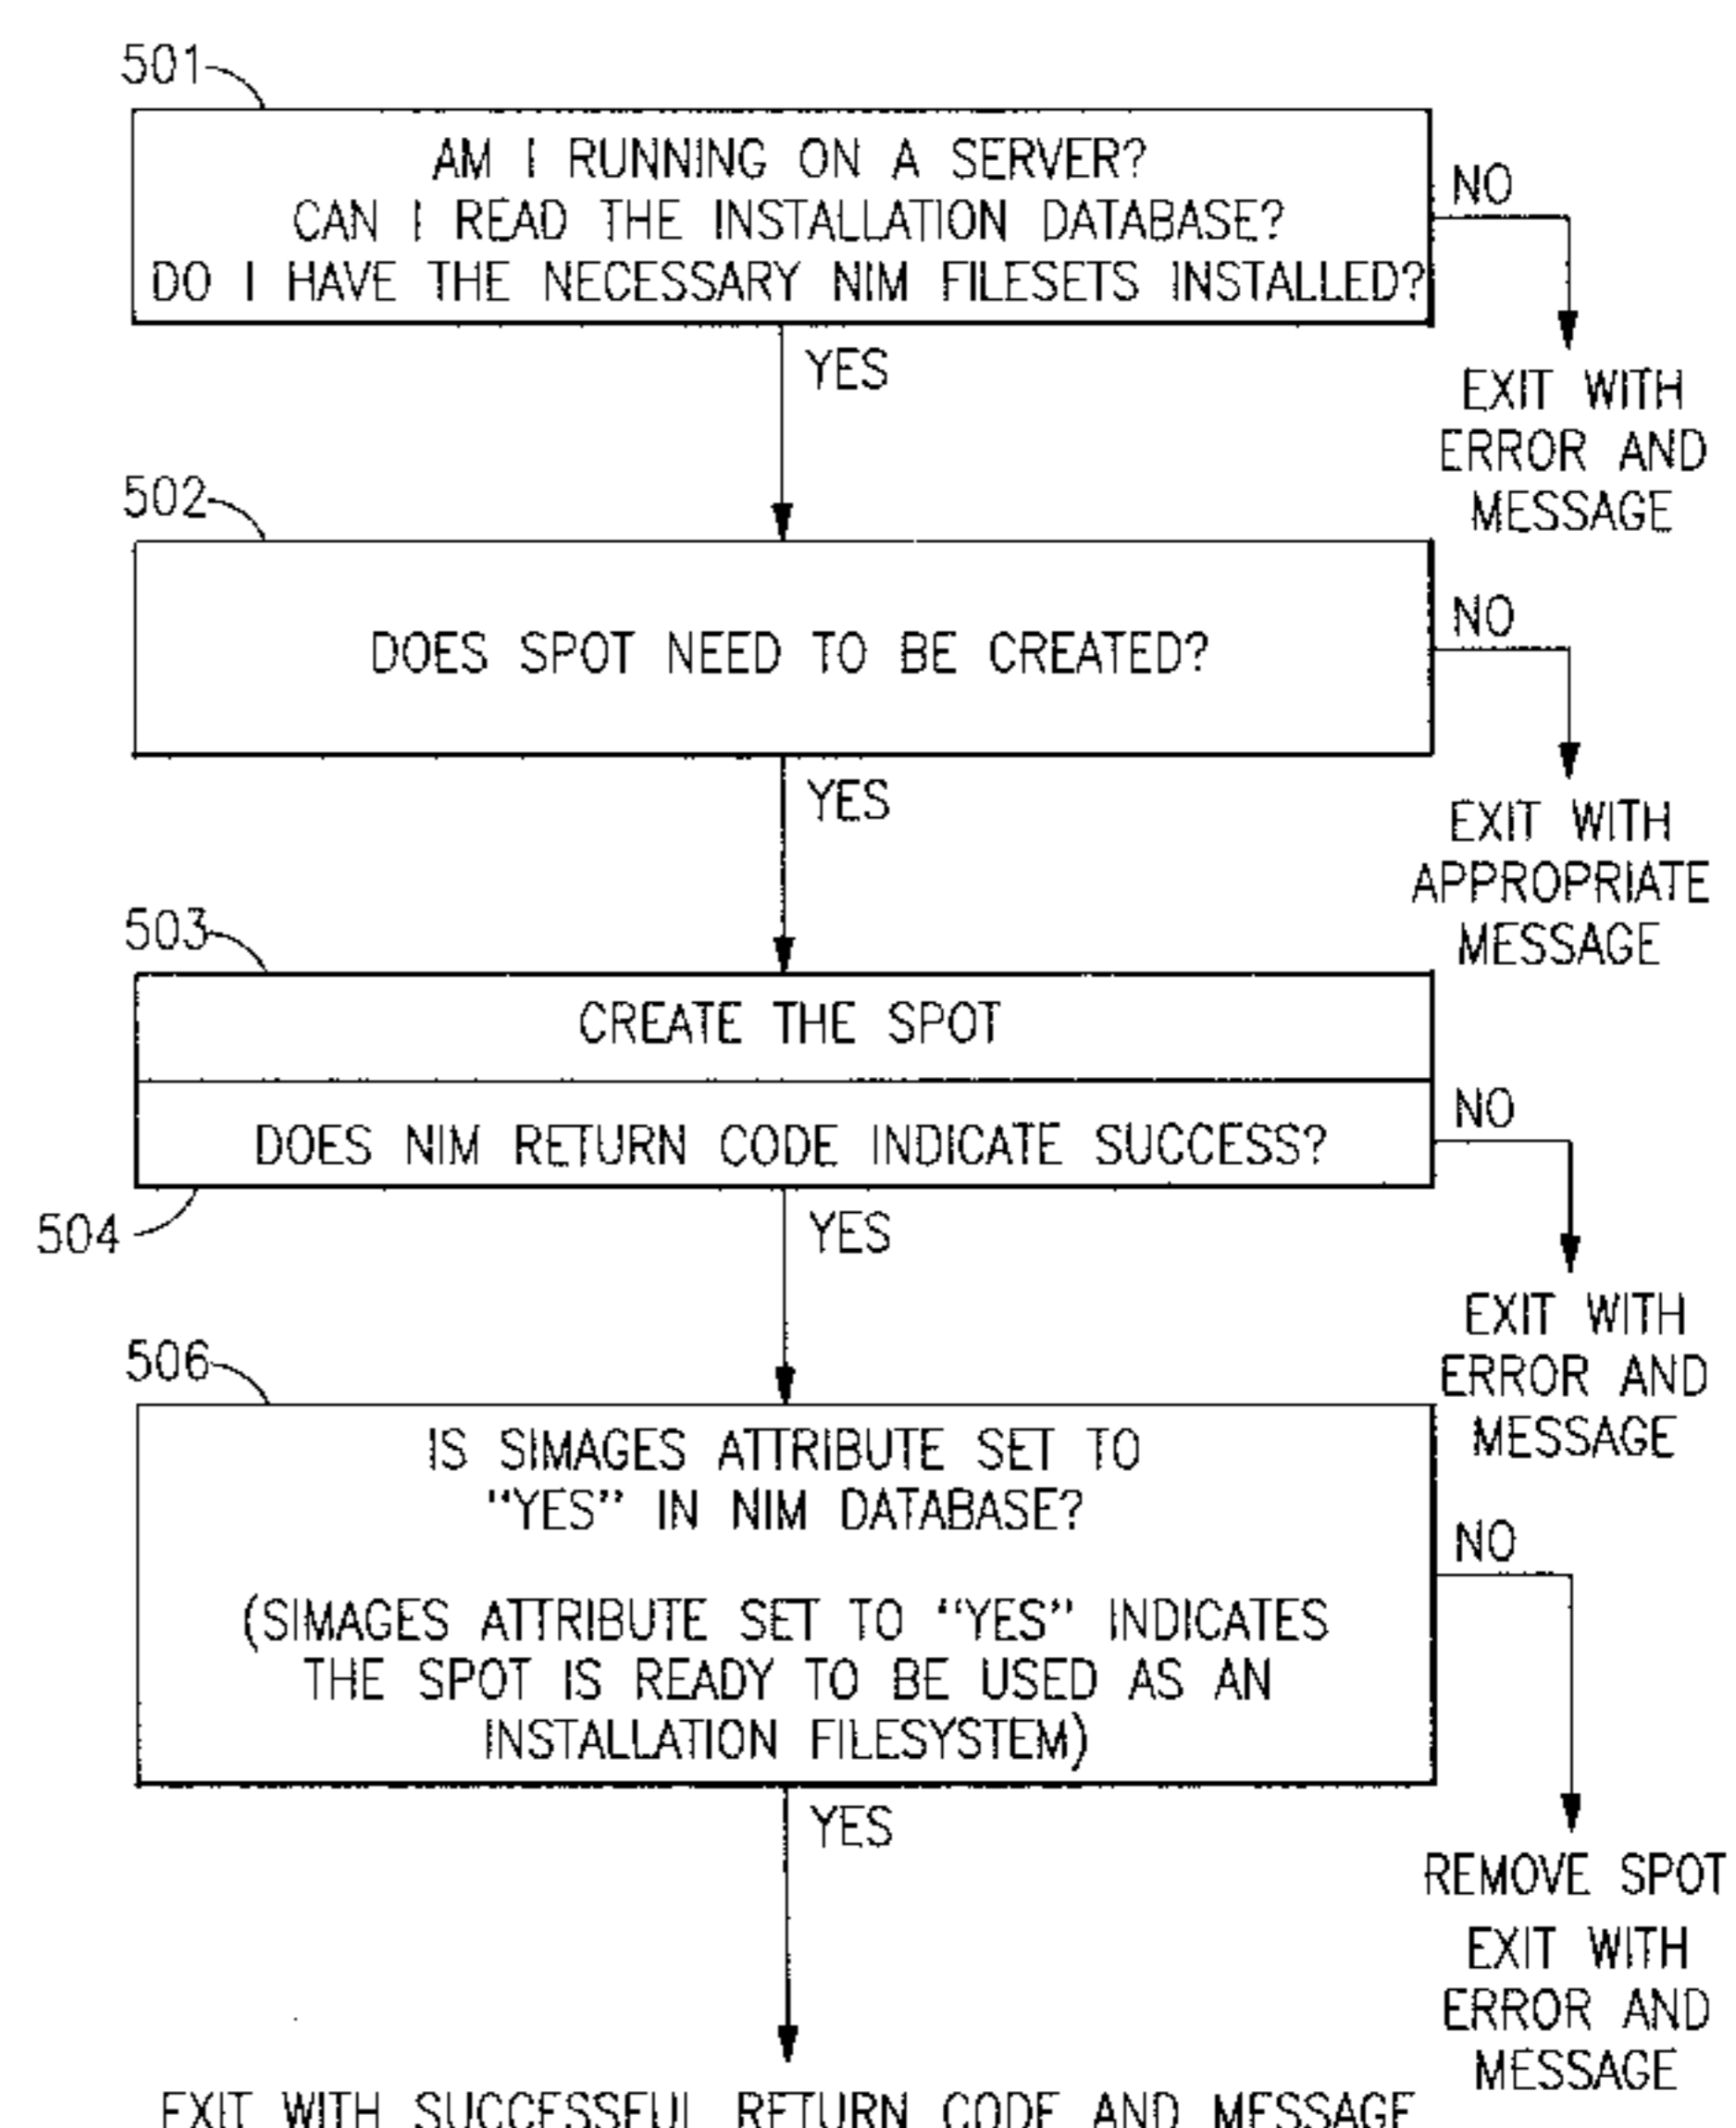 501
AM I RUNNING ON A SERVER?
CAN I READ THE INSTALLATION DATABASE?
DO I HAVE THE NECESSARY NIM FILESETS INSTALLED?
NO
YES
EXIT WITH
ERROR AND
MESSAGE
502
DOES SPOT NEED TO BE CREATED?
NO
YES
EXIT WITH
APPROPRIATE
MESSAGE
503
CREATE THE SPOT
DOES NIM RETURN CODE INDICATE SUCCESS?
NO
504
YES
EXIT WITH
ERROR AND
MESSAGE
506
IS SIMAGES ATTRIBUTE SET TO
"YES" IN NIM DATABASE?
(SIMAGES ATTRIBUTE SET TO "YES" INDICATES
THE SPOT IS READY TO BE USED AS AN
INSTALLATION FILESYSTEM)
NO
YES
REMOVE SPOT
EXIT WITH
ERROR AND
MESSAGE
EXIT WITH SUCCESSFUL RETURN CODE AND MESSAGE